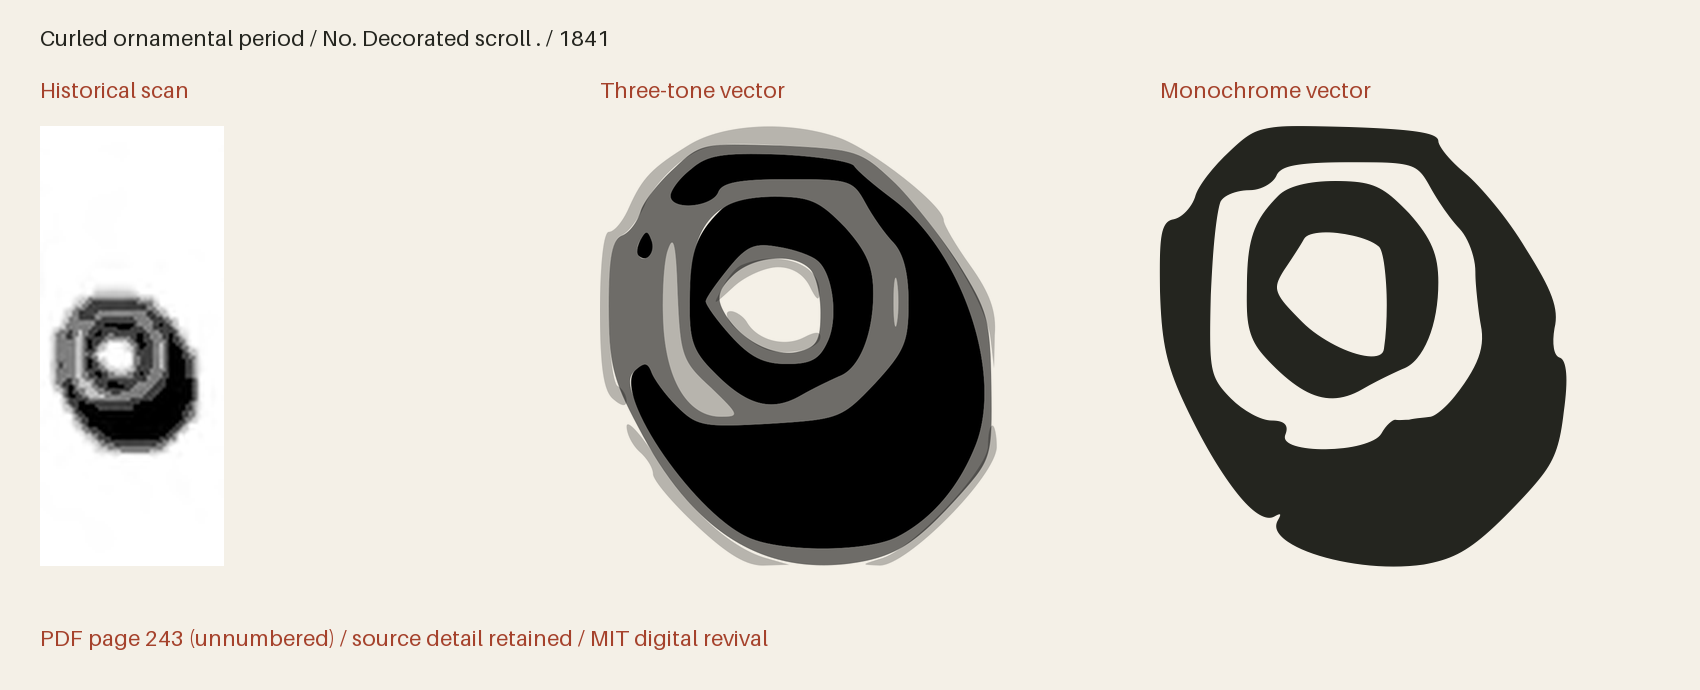 Curled ornamental period / No. Decorated scroll . / 1841
Historical scan
Three-tone vector
Monochrome vector
PDF page 243 (unnumbered) / source detail retained / MIT digital revival